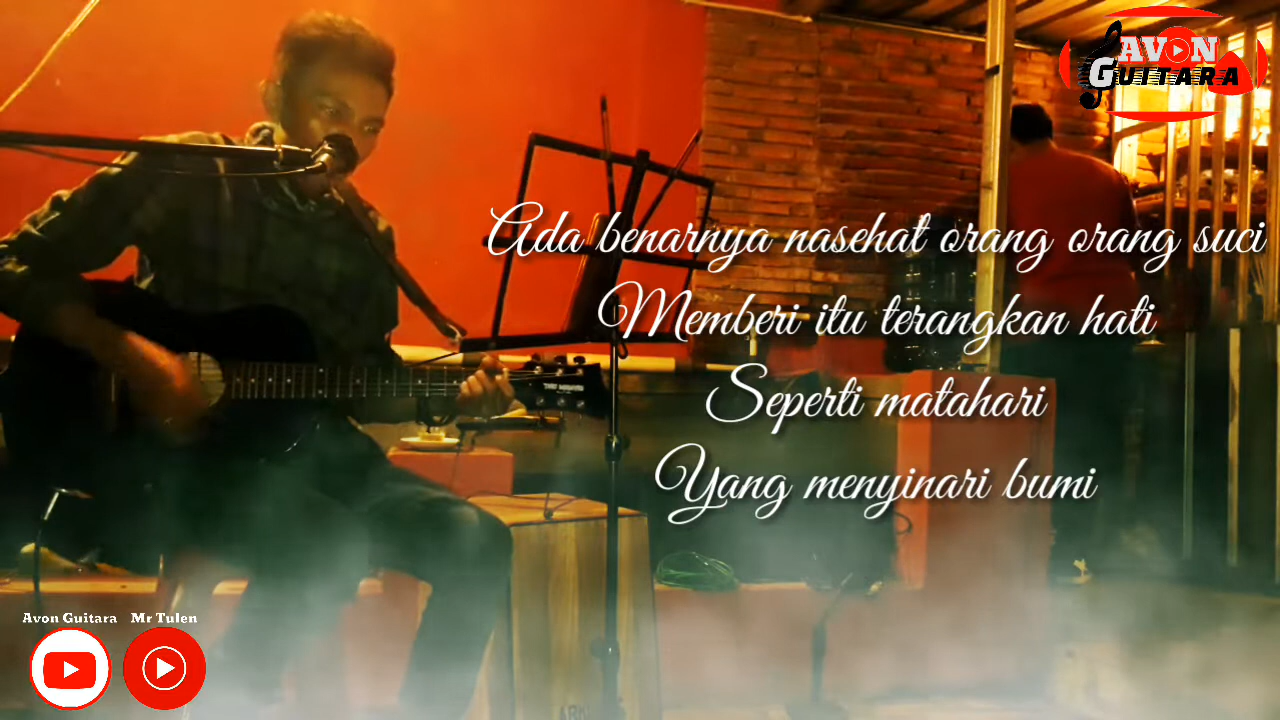 AVON
GUITARA
Ada benarnya nasehat orang orang suci
Memberi itu terangkan hati
Seperti matahari
Yang menyinari bumi
Avon Guitara
Mr Tulen